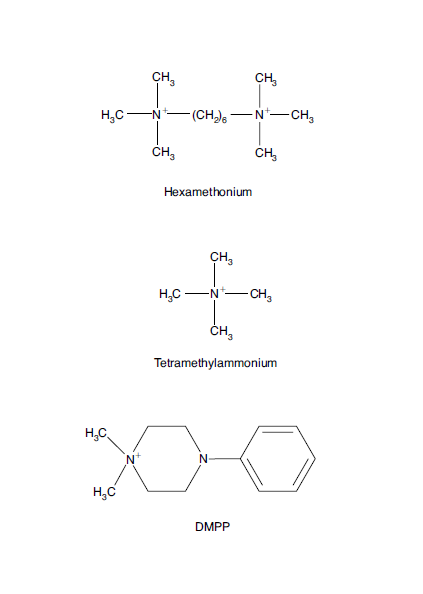 CH3 CH3
H3C N+ (CH2)6 N+ CH3
CH3 CH3
Hexamethonium
CH3
H3C N+ CH3
CH3
Tetramethylammonium
H3C
N+ N
H3C
DMPP